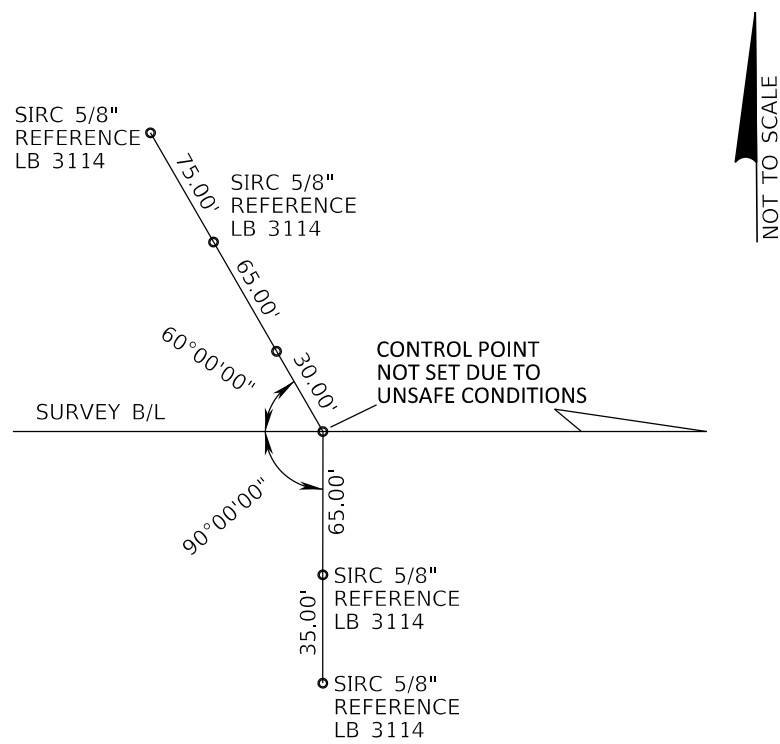 SIRC 5/8"
REFERENCE
LB 3114
75.00'
SIRC 5/8"
REFERENCE
LB 3114
65.00'
60°00'00"
30.00'
CONTROL POINT
NOT SET DUE TO
UNSAFE CONDITIONS
SURVEY B/L
90°00'00"
65.00'
SIRC 5/8"
REFERENCE
LB 3114
35.00'
SIRC 5/8"
REFERENCE
LB 3114
NOT TO SCALE